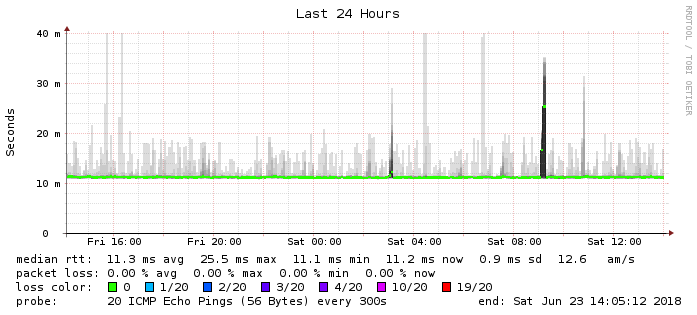 Last 24 Hours
RRDTOOL / TOBI OETIKER
Seconds
40 m
30 m
20 m
10 m
0
Fri 16:00 Fri 20:00 Sat 00:00 Sat 04:00 Sat 08:00 Sat 12:00
median rtt: 11.3 ms avg 25.5 ms max 11.1 ms min 11.2 ms now 0.9 ms sd 12.6 am/s
packet loss: 0.00 % avg 0.00 % max 0.00 % min 0.00 % now
loss color: 0 1/20 2/20 3/20 4/20 10/20 19/20
probe: 20 ICMP Echo Pings (56 Bytes) every 300s end: Sat Jun 23 14:05:12 2018